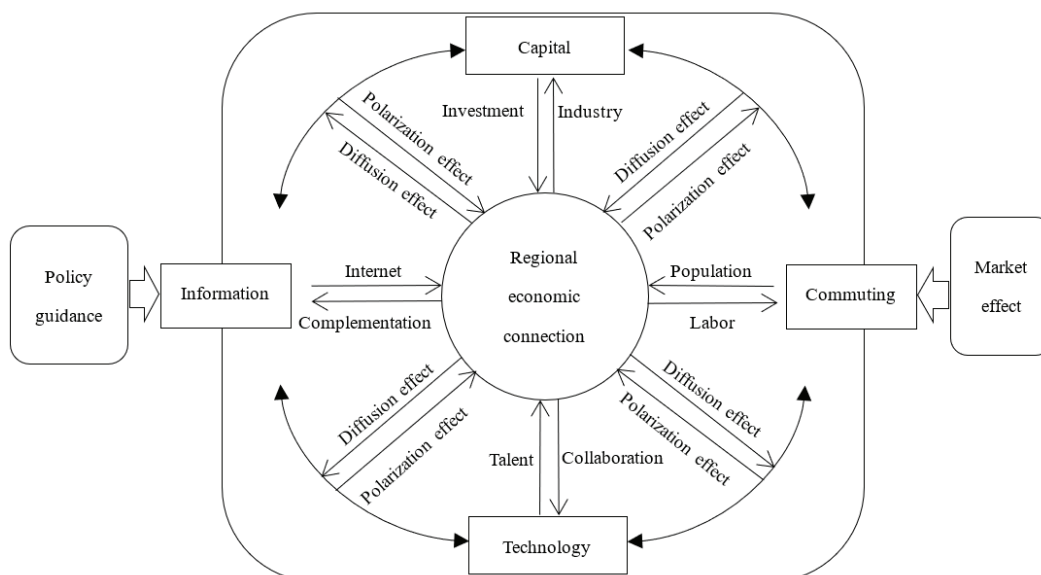 Capital
Investment
Industry
Polarization effect
Diffusion effect
Diffusion effect
Polarization effect
Policy
guidance
Information
Internet
Complementation
Regional
economic
connection
Population
Labor
Commuting
Market
effect
Diffusion effect
Polarization effect
Diffusion effect
Polarization effect
Talent
Collaboration
Technology